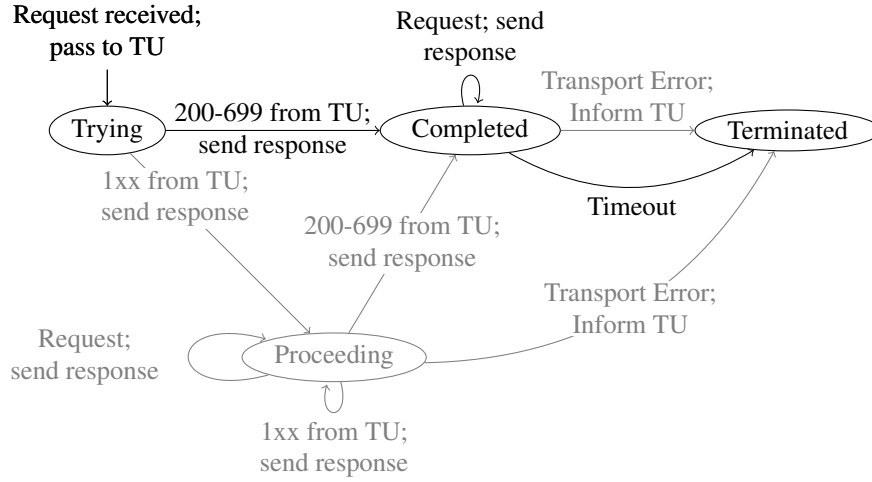 Request received;
pass to TU
Request; send
response
Transport Error;
Inform TU
Trying
200-699 from TU;
send response
Completed
Terminated
1xx from TU;
send response
Timeout
200-699 from TU;
send response
Transport Error;
Inform TU
Request;
send response
Proceeding
1xx from TU;
send response